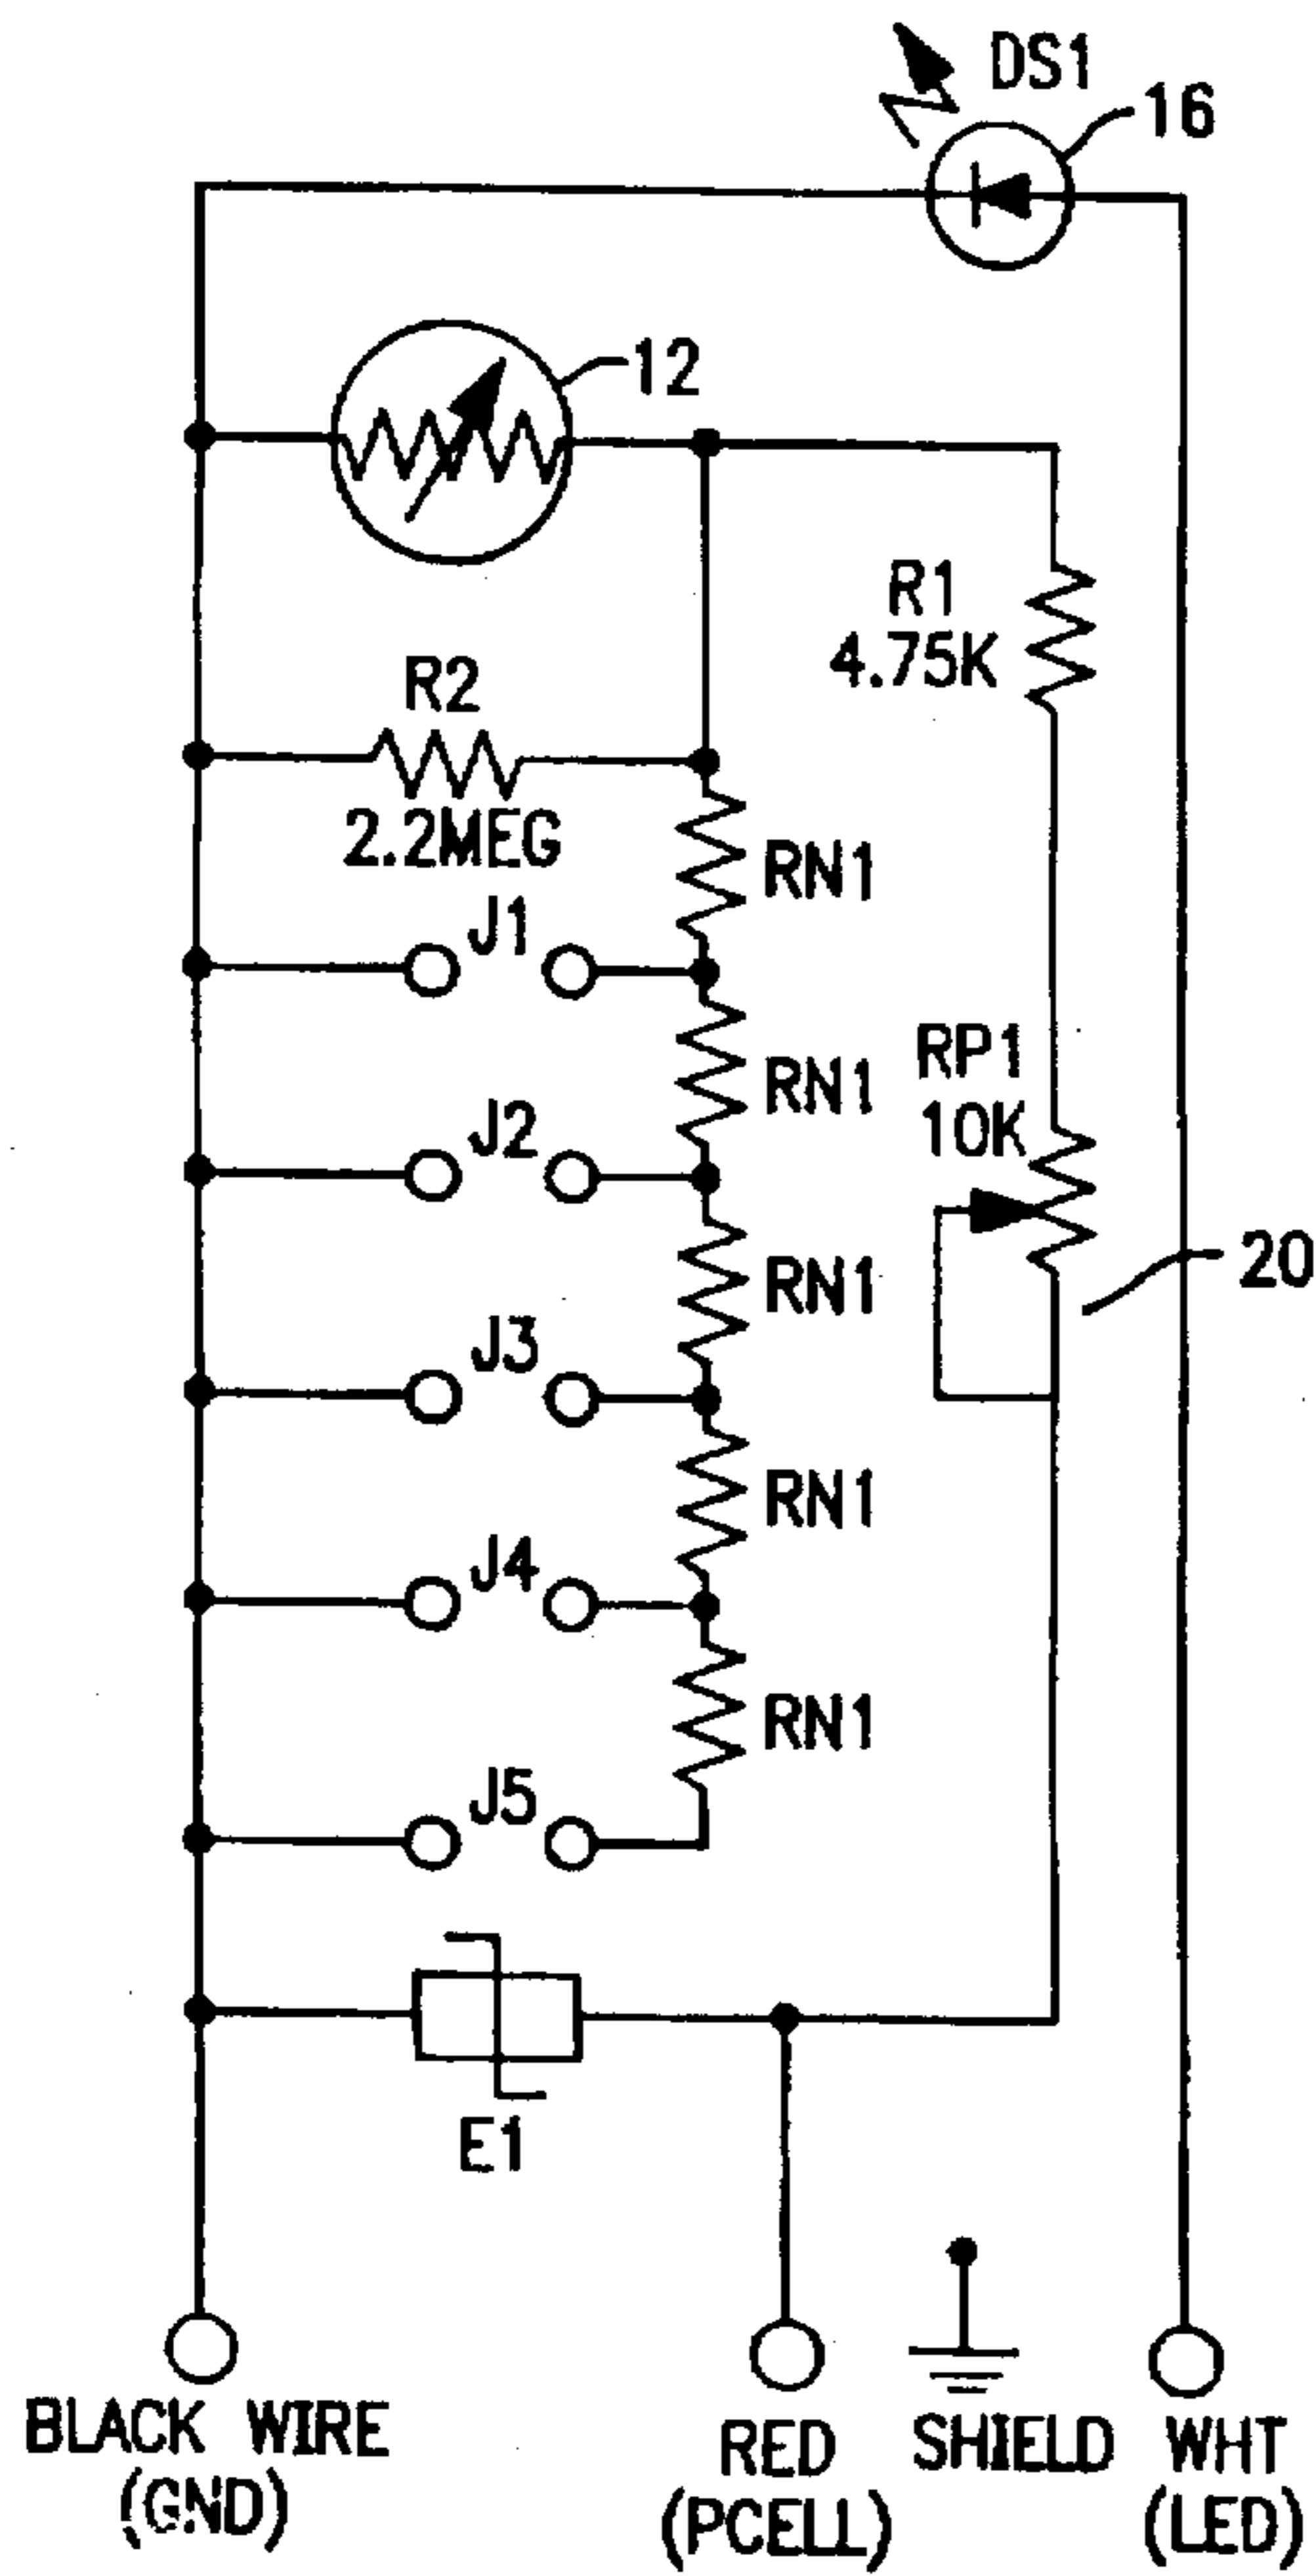 DS1
16
12
R1
4.75K
R2
2.2MEG
RN1
J1
RP1
10K
RN1
J2
20
RN1
J3
RN1
J4
RN1
J5
E1
BLACK WIRE
(GND)
RED
(PCELL)
SHIELD
WHT
(LED)